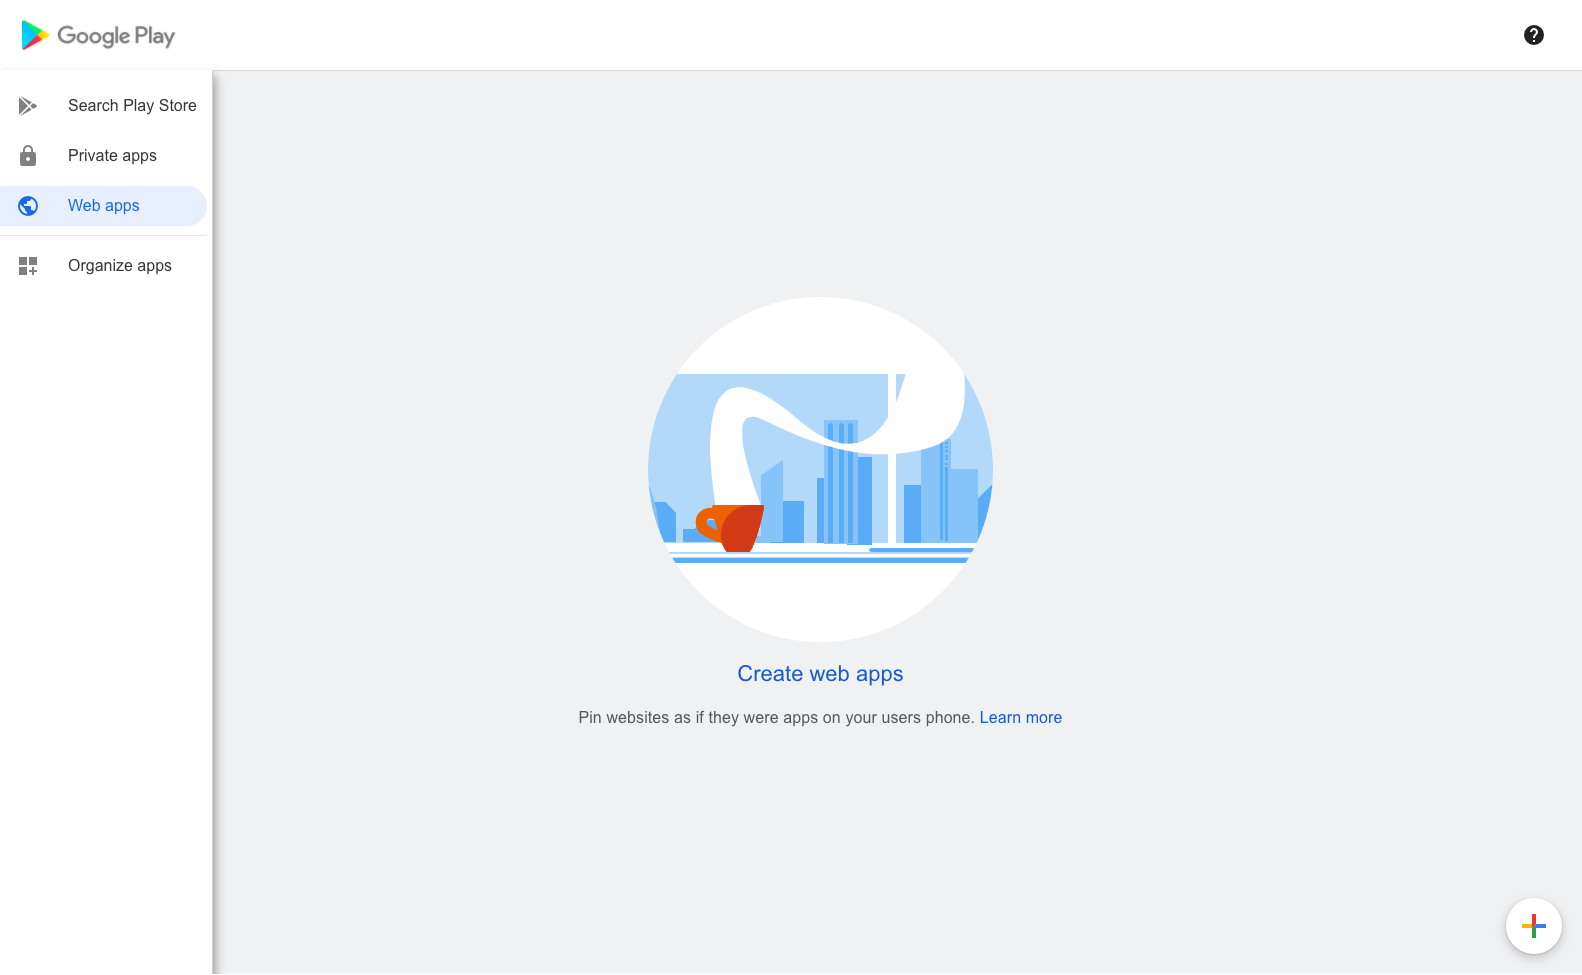 Google Play
Search Play Store
Private apps
Web apps
Organize apps
Create web apps
Pin websites as if they were apps on your users phone. Learn more